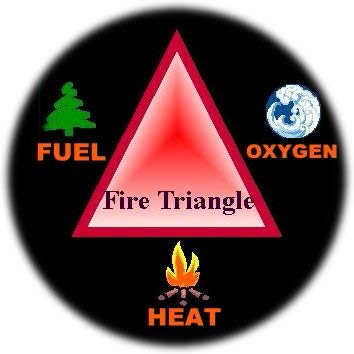 FUEL
OXYGEN
Fire Triangle
HEAT